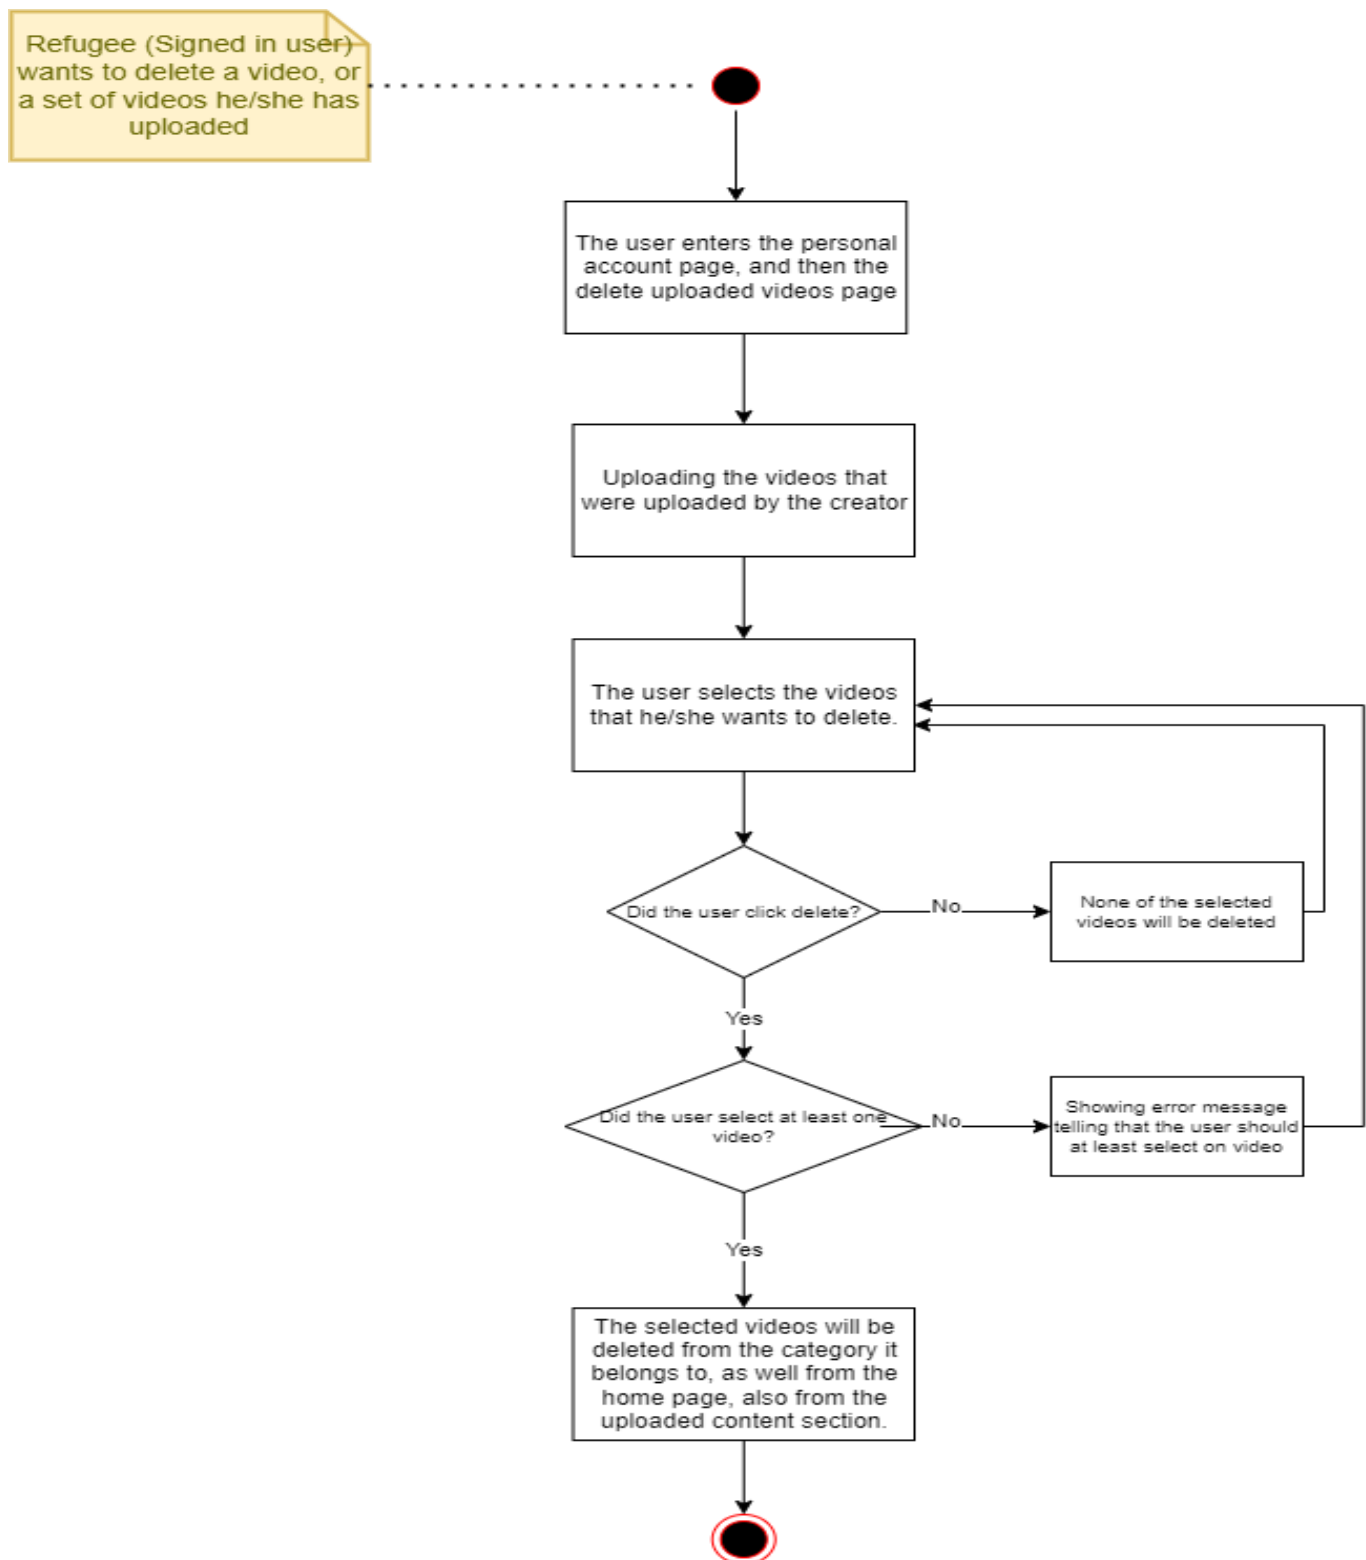 Refugee (Signed in user)
wants to delete a video, or
a set of videos he/she has
uploaded
The user enters the personal
account page, and then the
delete uploaded videos page
Uploading the videos that
were uploaded by the creator
The user selects the videos
that he/she wants to delete.
Did the user click delete?
No
None of the selected
videos will be deleted
Yes
Did the user select at least one
video?
No
Showing error message
telling that the user should
at least select on video
Yes
The selected videos will be
deleted from the category it
belongs to, as well from the
home page, also from the
uploaded content section.